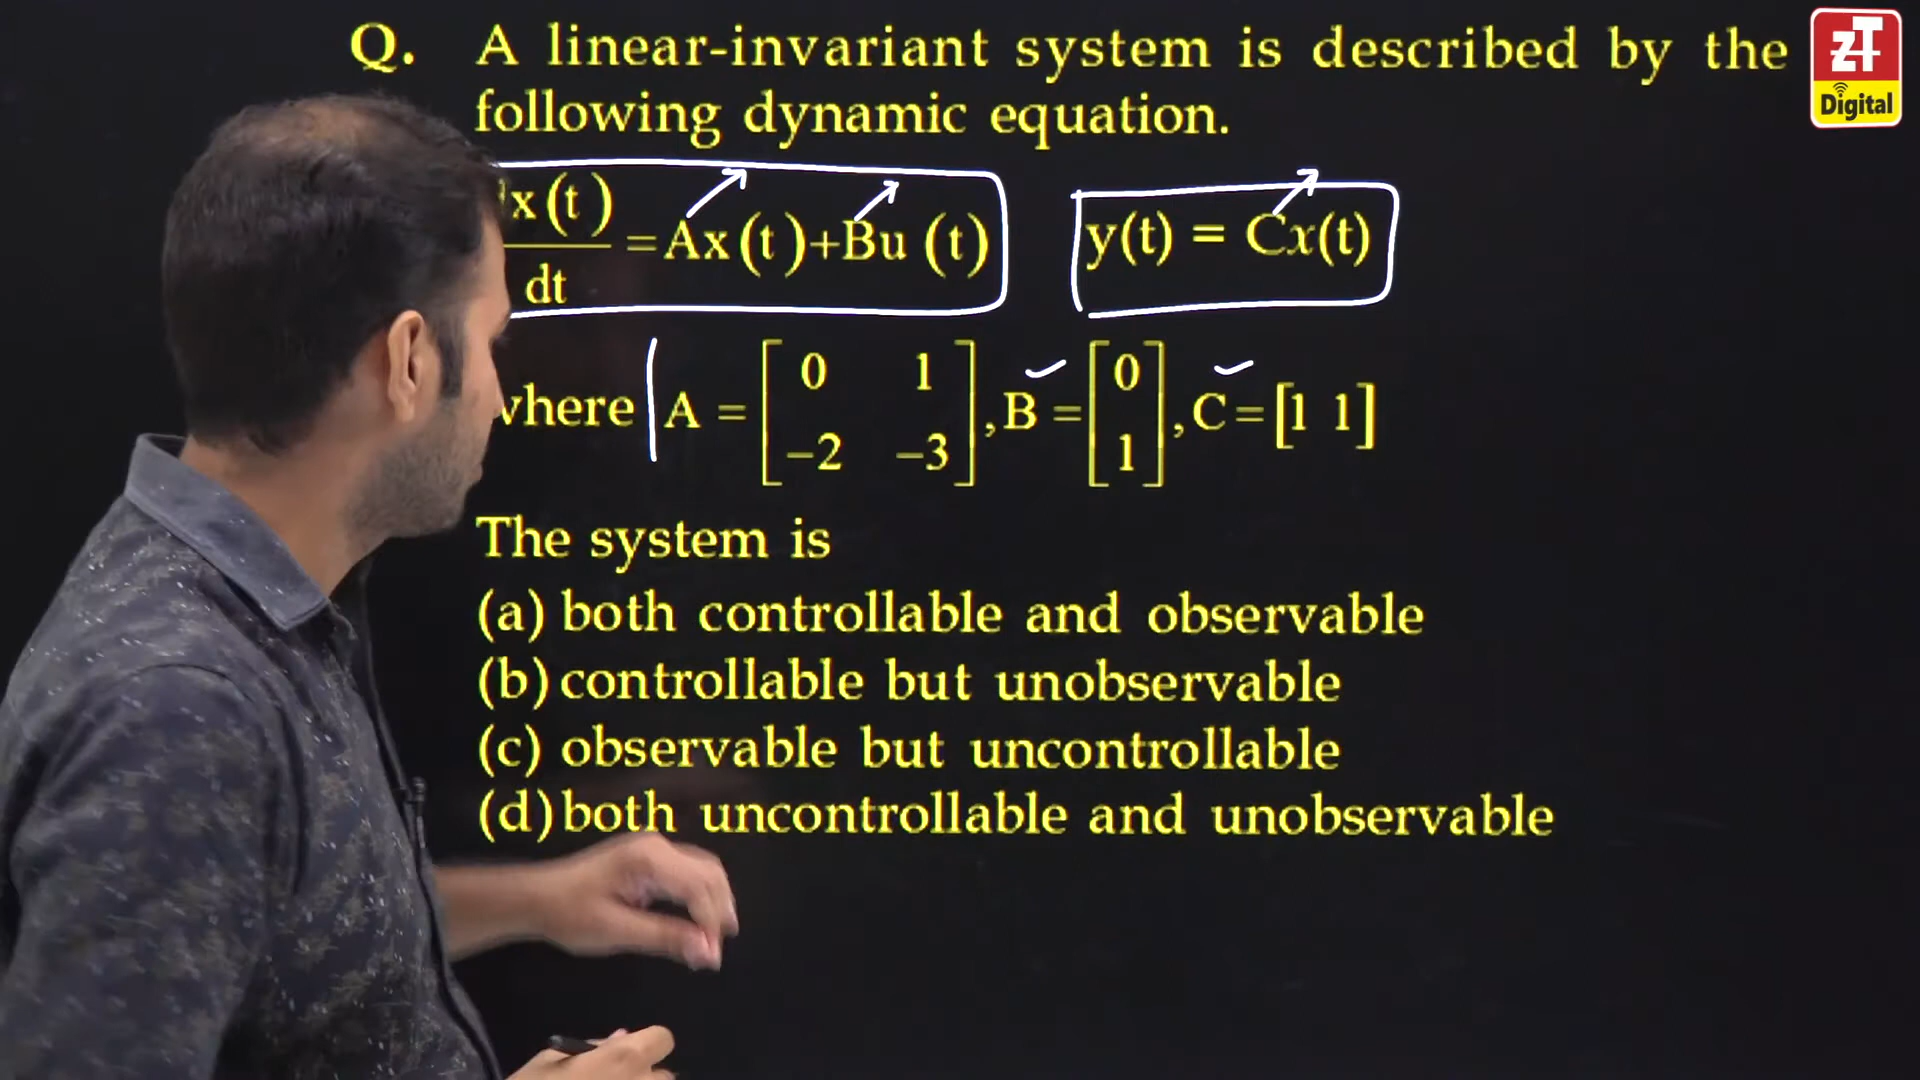 Q. A linear-invariant system is described by the
following dynamic equation.
x(t)/dt = Ax(t)+Bu(t) y(t) = Cx(t)
where A = [0 1; −2 −3], B = [0; 1], C = [1 1]
The system is
(a) both controllable and observable
(b) controllable but unobservable
(c) observable but uncontrollable
(d) both uncontrollable and unobservable
ZT
Digital